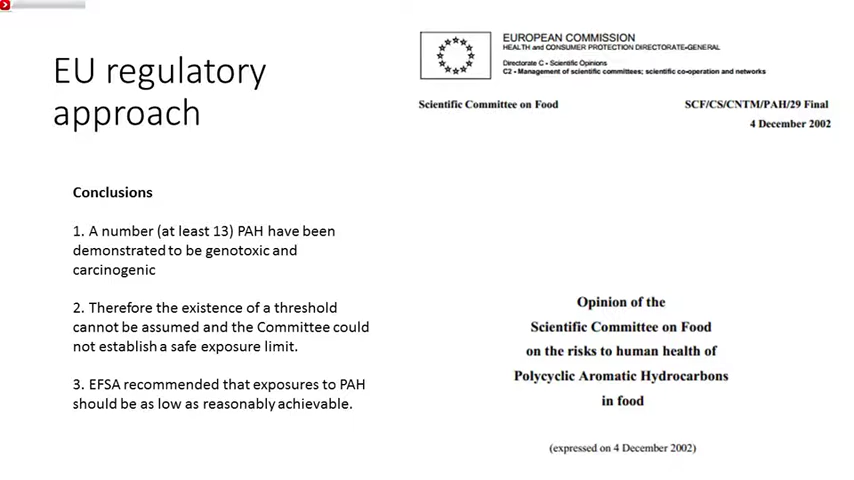 EU regulatory
approach
Conclusions
1. A number (at least 13) PAH have been
demonstrated to be genotoxic and
carcinogenic
2. Therefore the existence of a threshold
cannot be assumed and the Committee could
not establish a safe exposure limit.
3. EFSA recommended that exposures to PAH
should be as low as reasonably achievable.
EUROPEAN COMMISSION
HEALTH and CONSUMER PROTECTION DIRECTORATE-GENERAL
Directorate C - Scientific Opinions
C2 - Management of scientific committees; scientific co-operation and networks
Scientific Committee on Food
SCF/CS/CNTM/PAH/29 Final
4 December 2002
Opinion of the
Scientific Committee on Food
on the risks to human health of
Polycyclic Aromatic Hydrocarbons
in food
(expressed on 4 December 2002)